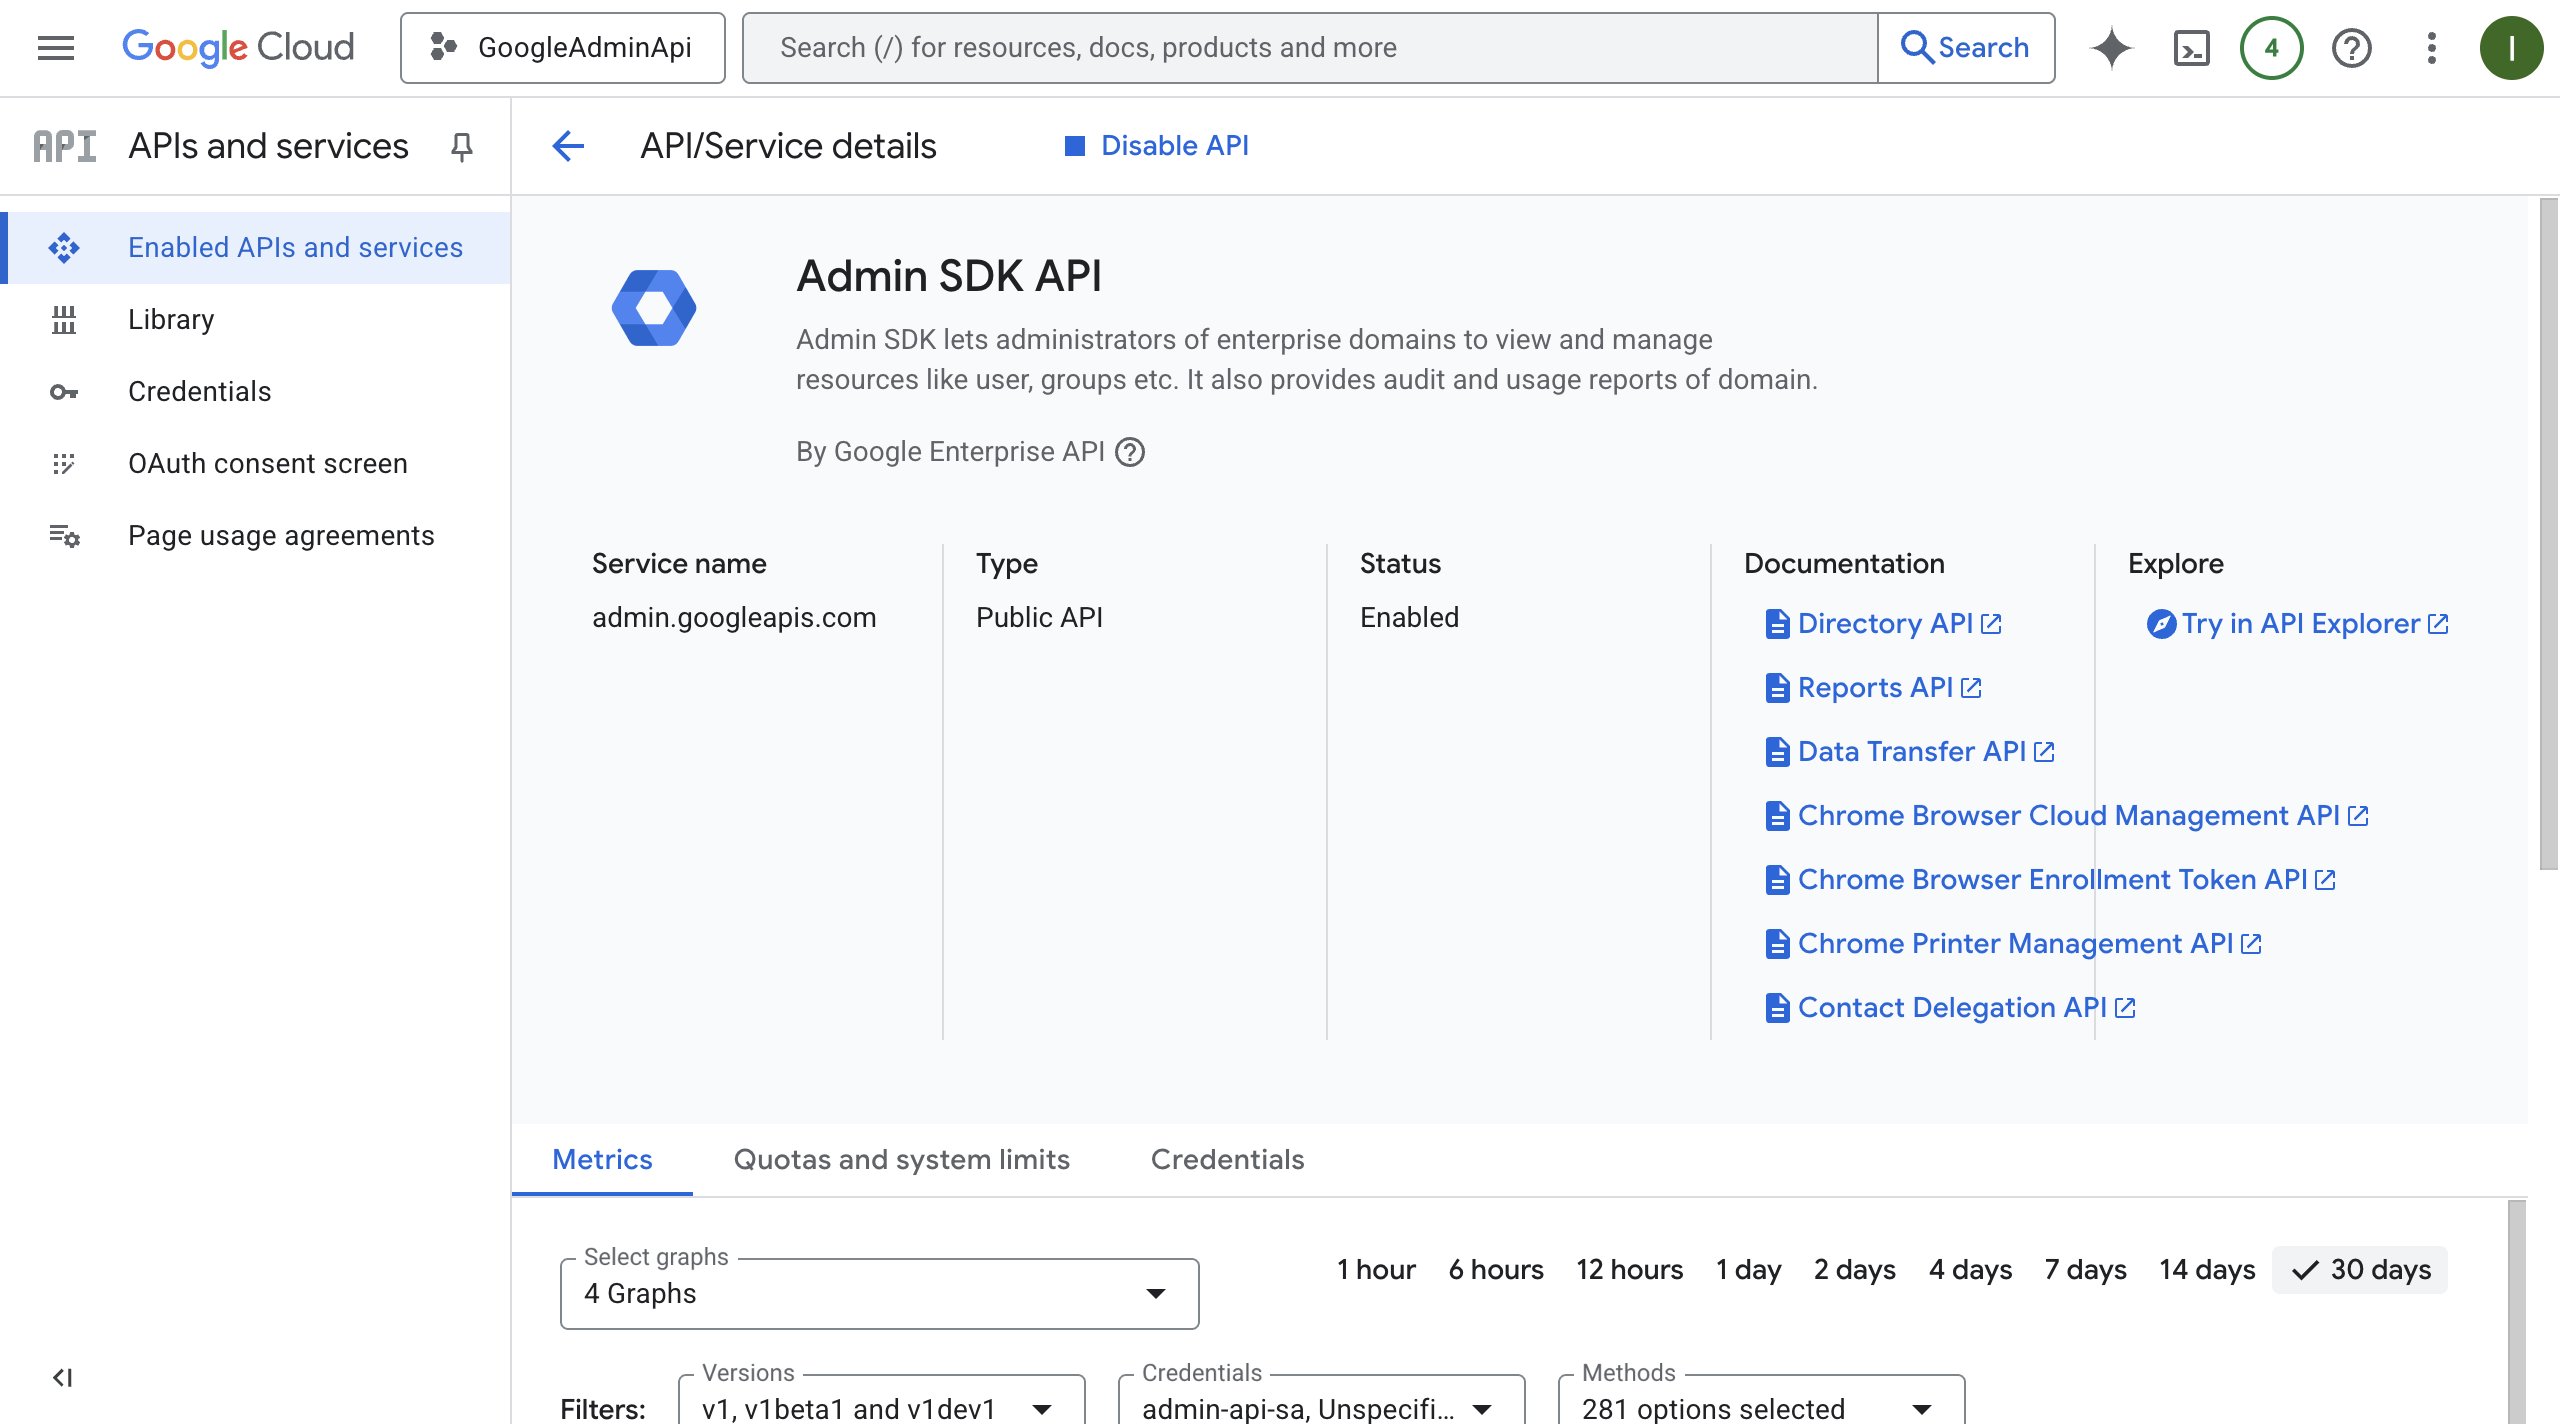 Google Cloud
GoogleAdminApi
Search (/) for resources, docs, products and more
Search
4
I
API
APIs and services
API/Service details
Disable API
Enabled APIs and services
Library
Credentials
OAuth consent screen
Page usage agreements
Admin SDK API
Admin SDK lets administrators of enterprise domains to view and manage
resources like user, groups etc. It also provides audit and usage reports of domain.
By Google Enterprise API
Service name
admin.googleapis.com
Type
Public API
Status
Enabled
Documentation
Directory API
Reports API
Data Transfer API
Chrome Browser Cloud Management API
Chrome Browser Enrollment Token API
Chrome Printer Management API
Contact Delegation API
Explore
Try in API Explorer
Metrics
Quotas and system limits
Credentials
Select graphs
4 Graphs
1 hour
6 hours
12 hours
1 day
2 days
4 days
7 days
14 days
30 days
Filters:
Versions
v1, v1beta1 and v1dev1
Credentials
admin-api-sa, Unspecifi...
Methods
281 options selected